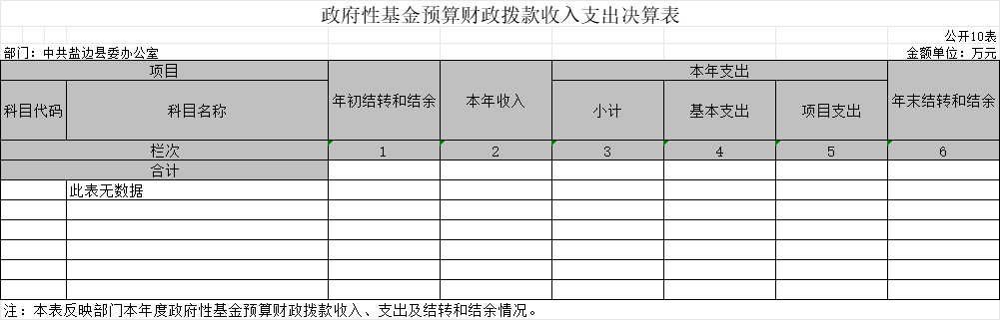 政府性基金预算财政拨款收入支出决算表
公开10表
部门：中共盐边县委办公室 金额单位：万元
项目 年初结转和结余 本年收入 本年支出 年末结转和结余
科目代码 科目名称 小计 基本支出 项目支出
栏次 1 2 3 4 5 6
合计
此表无数据
注：本表反映部门本年度政府性基金预算财政拨款收入、支出及结转和结余情况。